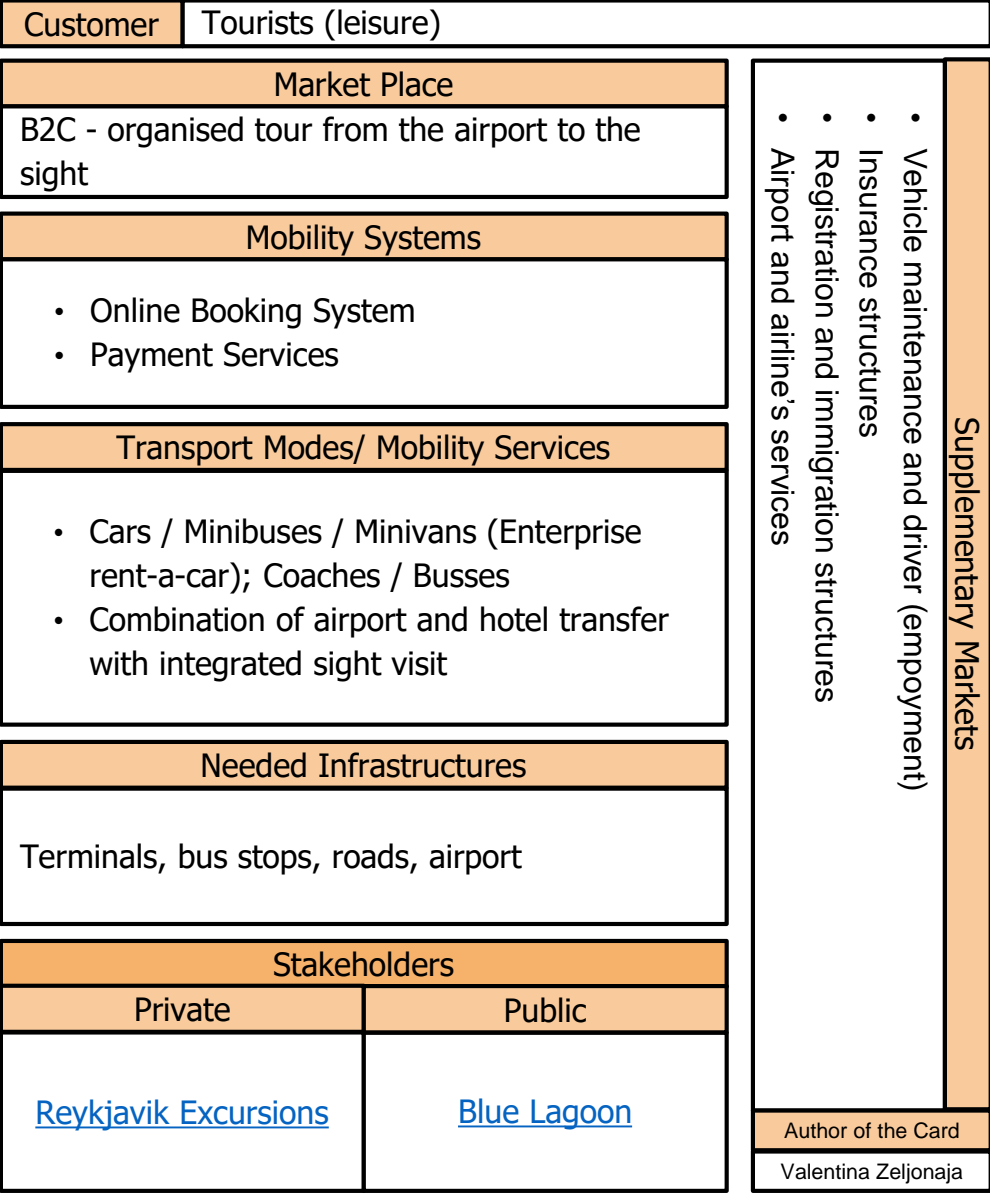 Customer
Tourists (leisure)
Market Place
B2C - organised tour from the airport to the
sight
Mobility Systems
• Online Booking System
• Payment Services
Transport Modes/ Mobility Services
• Cars / Minibuses / Minivans (Enterprise
rent-a-car); Coaches / Busses
• Combination of airport and hotel transfer
with integrated sight visit
Needed Infrastructures
Terminals, bus stops, roads, airport
Stakeholders
Private
Public
Reykjavik Excursions
Blue Lagoon
Supplementary Markets
• Vehicle maintenance and driver (empoyment)
• Insurance structures
• Registration and immigration structures
• Airport and airline’s services
Author of the Card
Valentina Zeljonaja